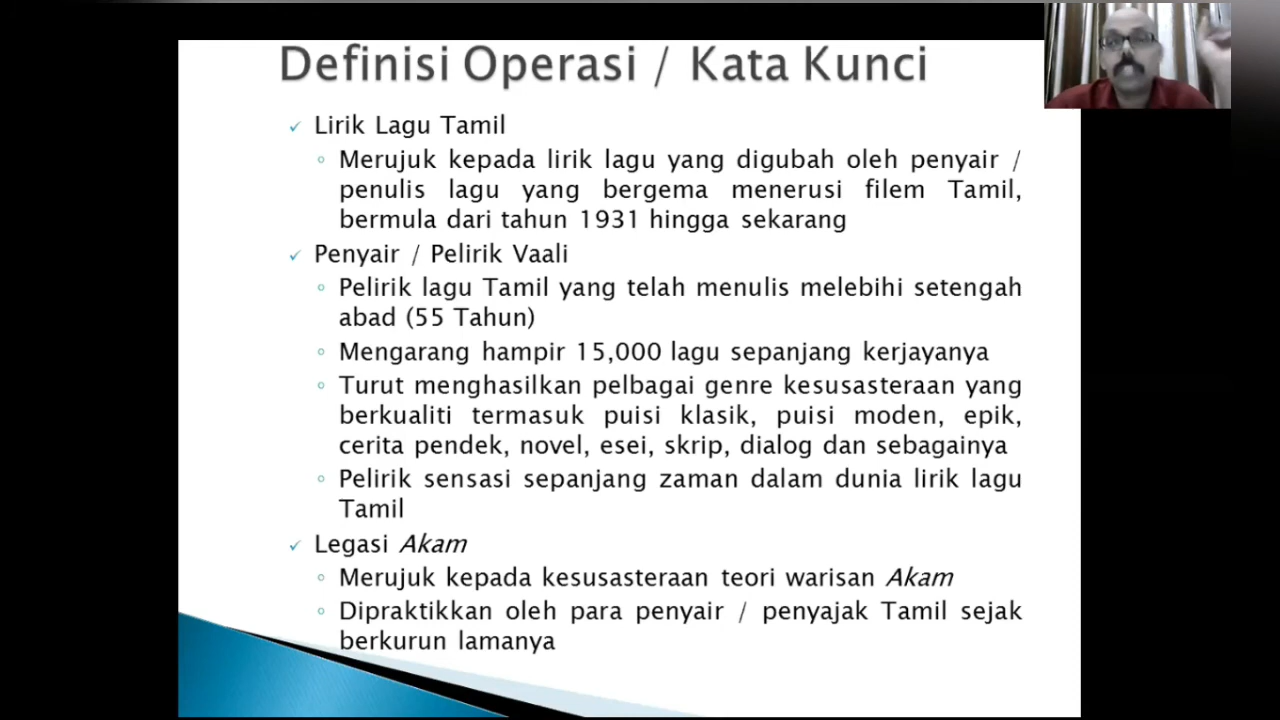 Definisi Operasi / Kata Kunci
Lirik Lagu Tamil
Merujuk kepada lirik lagu yang digubah oleh penyair /
penulis lagu yang bergema menerusi filem Tamil,
bermula dari tahun 1931 hingga sekarang
Penyair / Pelirik Vaali
Pelirik lagu Tamil yang telah menulis melebihi setengah
abad (55 Tahun)
Mengarang hampir 15,000 lagu sepanjang kerjayanya
Turut menghasilkan pelbagai genre kesusasteraan yang
berkualiti termasuk puisi klasik, puisi moden, epik,
cerita pendek, novel, esei, skrip, dialog dan sebagainya
Pelirik sensasi sepanjang zaman dalam dunia lirik lagu
Tamil
Legasi Akam
Merujuk kepada kesusasteraan teori warisan Akam
Dipraktikkan oleh para penyair / penyajak Tamil sejak
berkurun lamanya